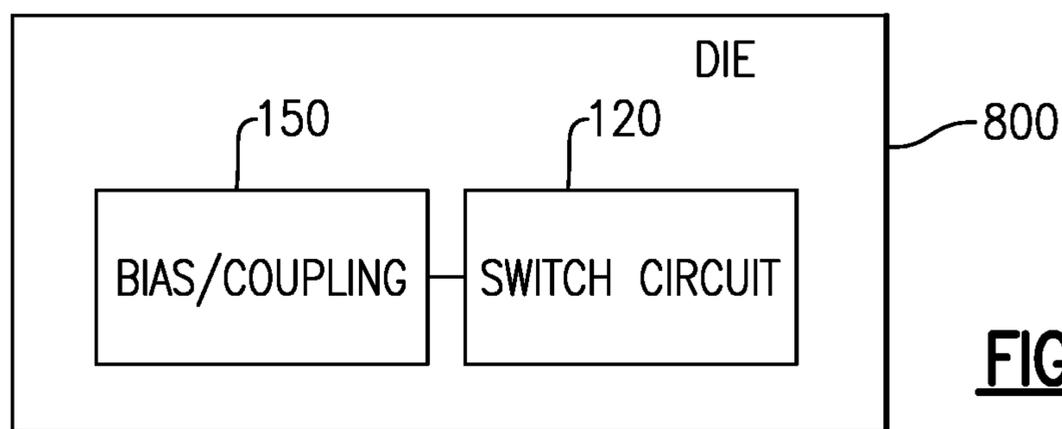 DIE
150
120
800
BIAS/COUPLING
SWITCH CIRCUIT
FIG